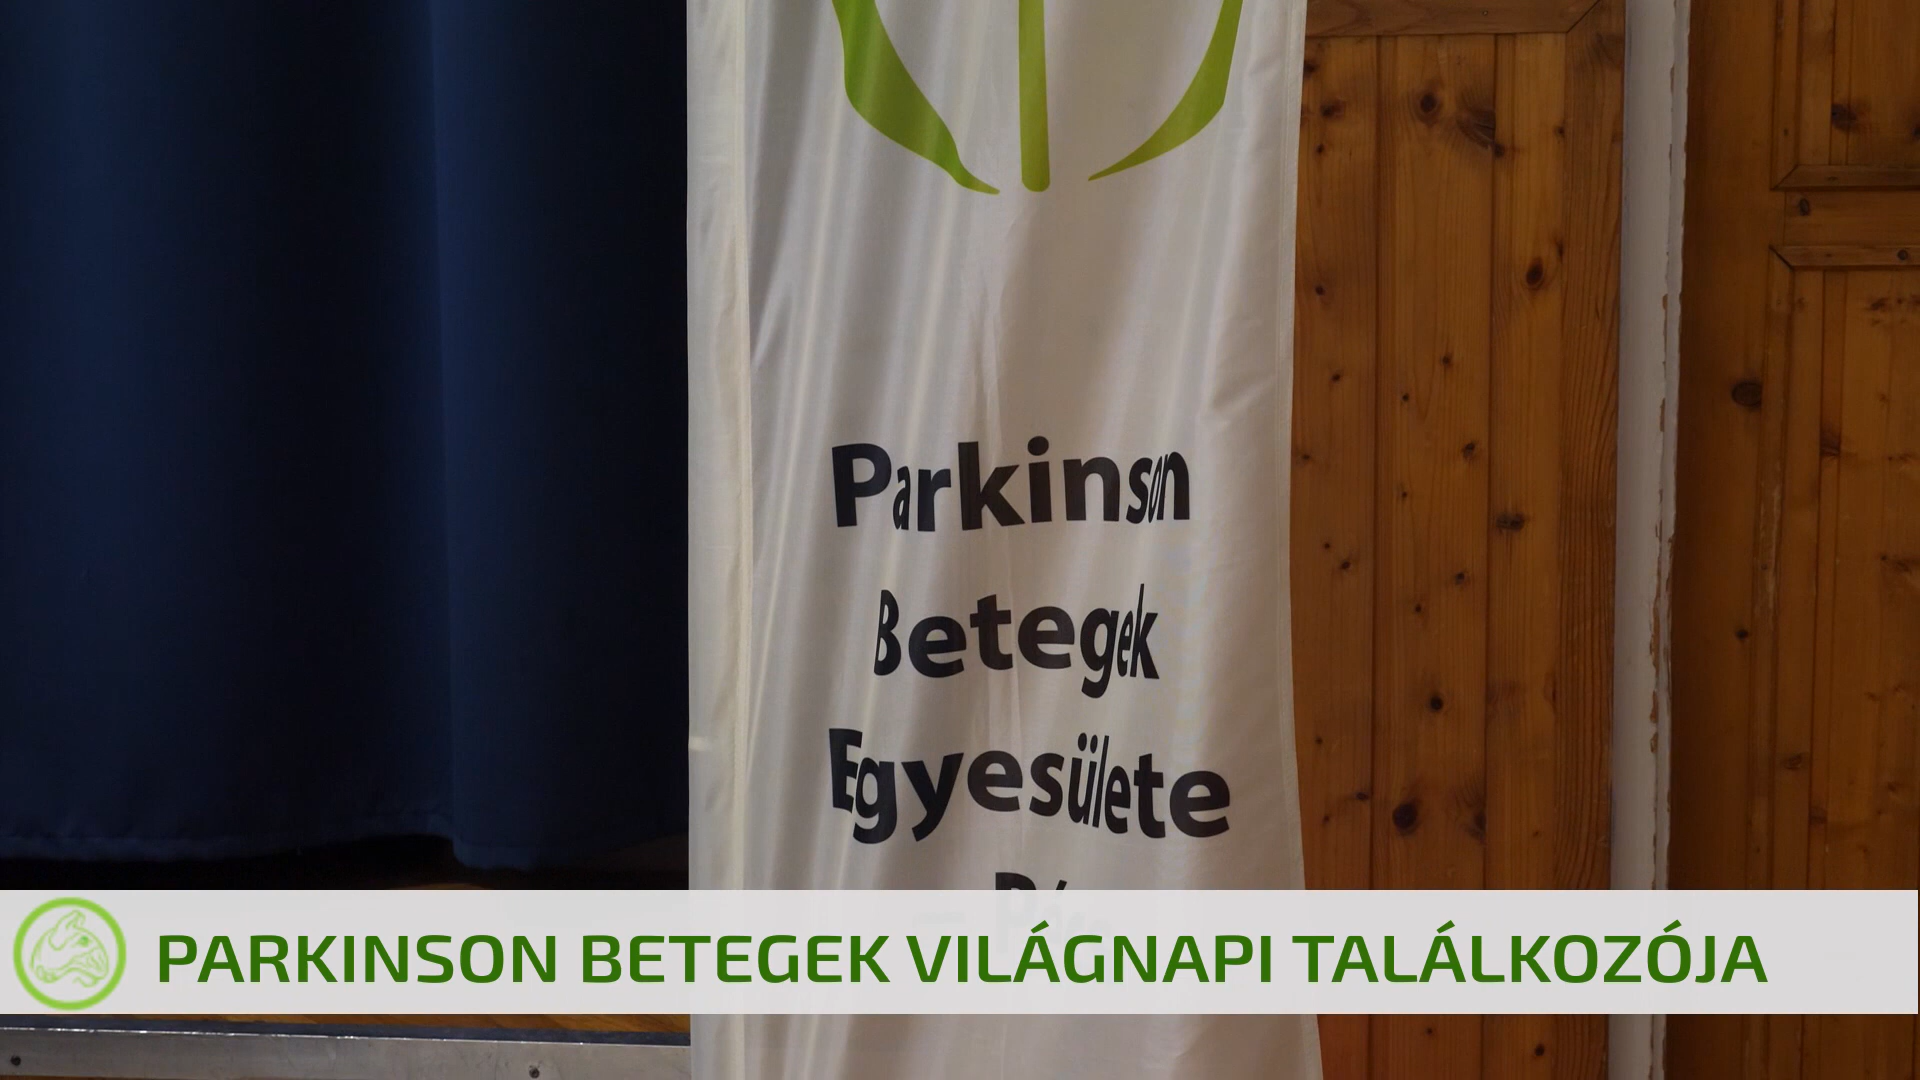 Parkinson
Betegek
Egyesülete
PARKINSON BETEGEK VILÁGNAPI TALÁLKOZÓJA